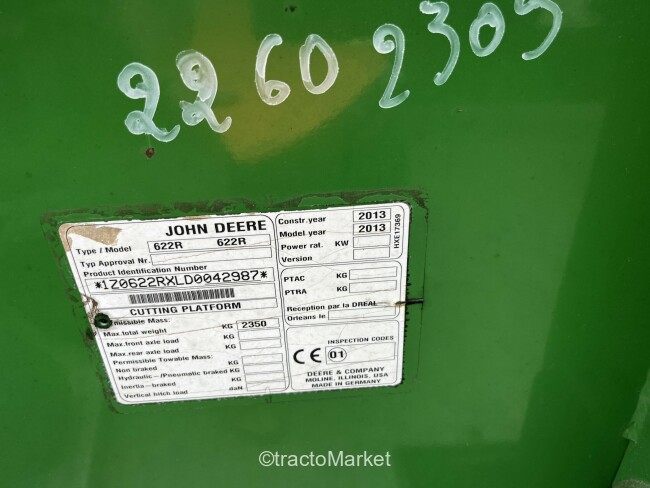 22602309
JOHN DEERE
Type / Model 622R 622R
Typ Approval Nr.
Product Identification Number
*1Z0622RXLD0042987*
CUTTING PLATFORM
Permissible Mass:
Max.total weight KG 2350
Max.front axle load KG
Max.rear axle load KG
Permissible Towable Mass:
Non braked KG
Hydraulic-/Pneumatic braked KG
Inertia-braked KG
Vertical hitch load daN
Constr.year 2013
Model year 2013
Power rat. KW
Version
HXE17369
PTAC KG
PTRA KG
Réception par la DREAL
Orleans le
INSPECTION CODES
CE 01
DEERE & COMPANY
MOLINE, ILLINOIS, USA
MADE IN GERMANY
©tractoMarket